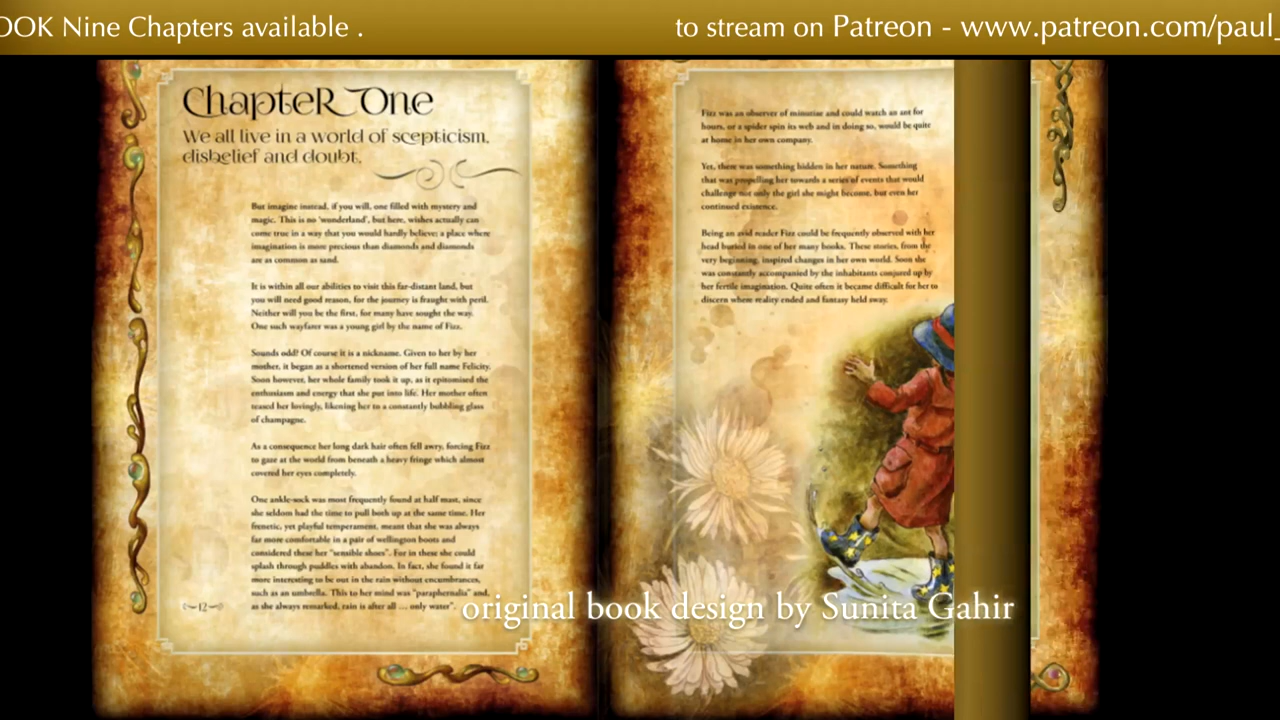 OOK Nine Chapters available .
to stream on Patreon - www.patreon.com/paul_
Chapter One
We all live in a world of scepticism,
disbelief and doubt.
But imagine instead, if you will, one filled with mystery and
magic. This is no 'wonderland', but here, wishes actually can
come true in a way that you would hardly believe; a place where
imagination is more precious than diamonds and diamonds
are as common as sand.
It is within all our abilities to visit this far-distant land, but
you will need good reason, for the journey is fraught with peril.
Neither will you be the first, for many have sought the way.
One such wayfarer was a young girl by the name of Fizz.
Sounds odd? Of course it is a nickname. Given to her by her
mother, it began as a shortened version of her full name Felicity.
Soon however, her whole family took it up, as it epitomised the
enthusiasm and energy that she put into life. Her mother often
teased her lovingly, likening her to a constantly bubbling glass
of champagne.
As a consequence her long dark hair often fell awry, forcing Fizz
to gaze at the world from beneath a heavy fringe which almost
covered her eyes completely.
One ankle-sock was most frequently found at half mast, since
she seldom had the time to pull both up at the same time. Her
frenetic, yet playful temperament, meant that she was always
far more comfortable in a pair of wellington boots and
considered these her "sensible shoes". For in these she could
splash through puddles with abandon. In fact, she found it far
more interesting to be out in the rain without encumbrances,
such as an umbrella. This to her mind was "paraphernalia" and,
as she always remarked, rain is after all ... only water".
12
Fizz was an observer of minutiae and could watch an ant for
hours, or a spider spin its web and in doing so, would be quite
at home in her own company.
Yet, there was something hidden in her nature. Something
that was propelling her towards a series of events that would
challenge not only the girl she might become, but even her
continued existence.
Being an avid reader Fizz could be frequently observed with her
head buried in one of her many books. These stories, from the
very beginning, inspired changes in her own world. Soon she
was constantly accompanied by the inhabitants conjured up by
her fertile imagination. Quite often it became difficult for her to
discern where reality ended and fantasy held sway.
original book design by Sunita Gahir